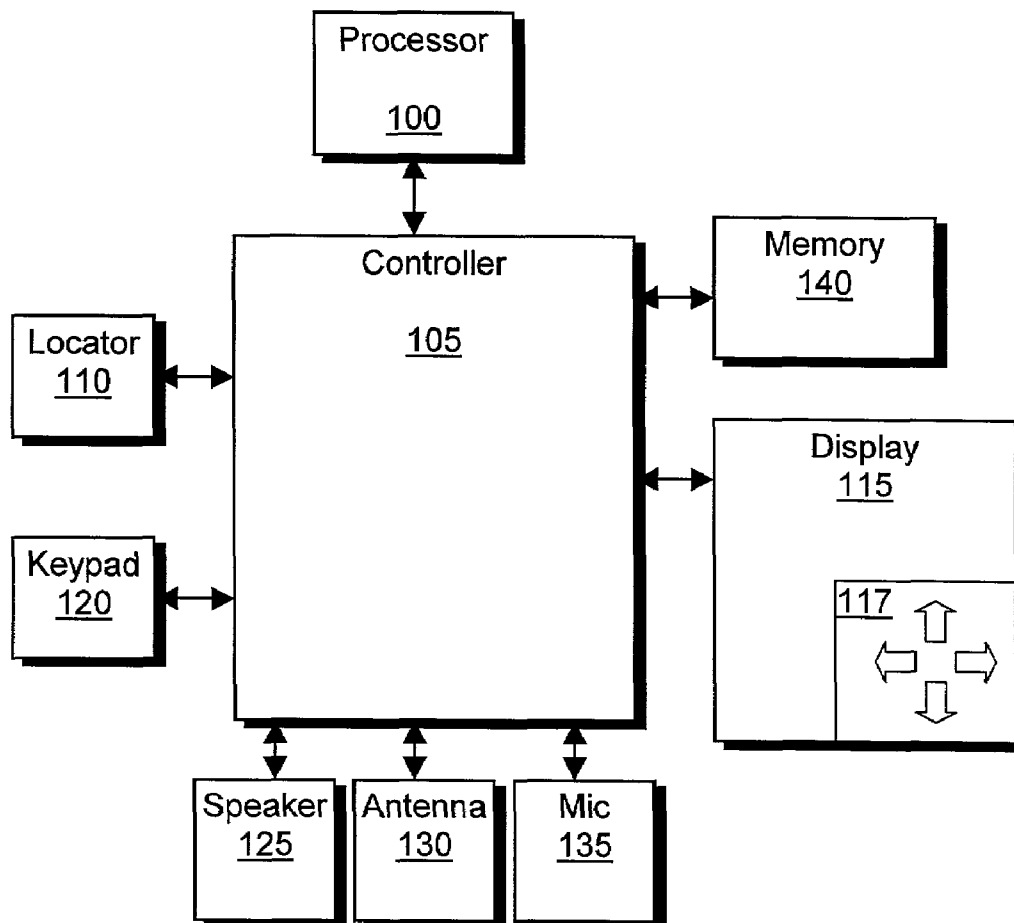 Processor
100
Controller
105
Memory
140
Locator
110
Display
115
117
Keypad
120
Speaker
125
Antenna
130
Mic
135